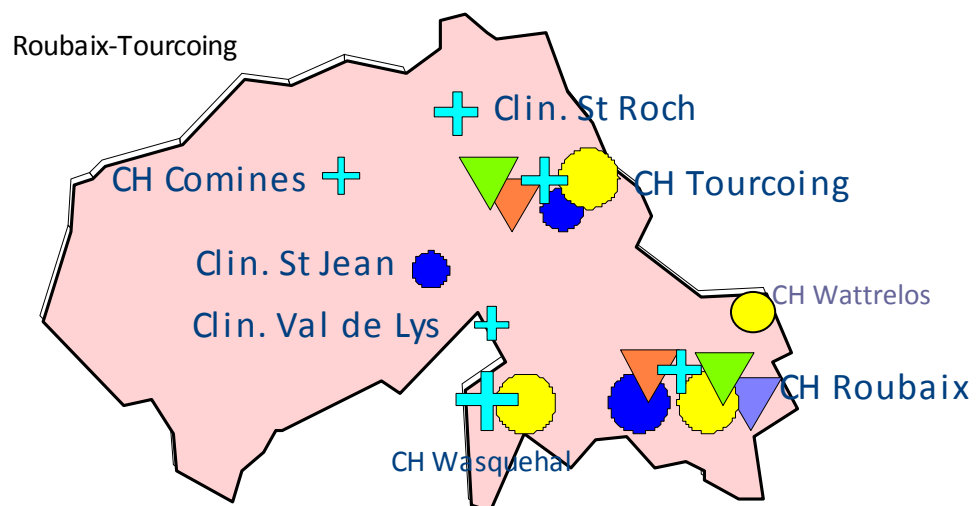 Roubaix-Tourcoing
Clin. St Roch
CH Comines
CH Tourcoing
Clin. St Jean
CH Wattrelos
Clin. Val de Lys
CH Roubaix
CH Wasquehal